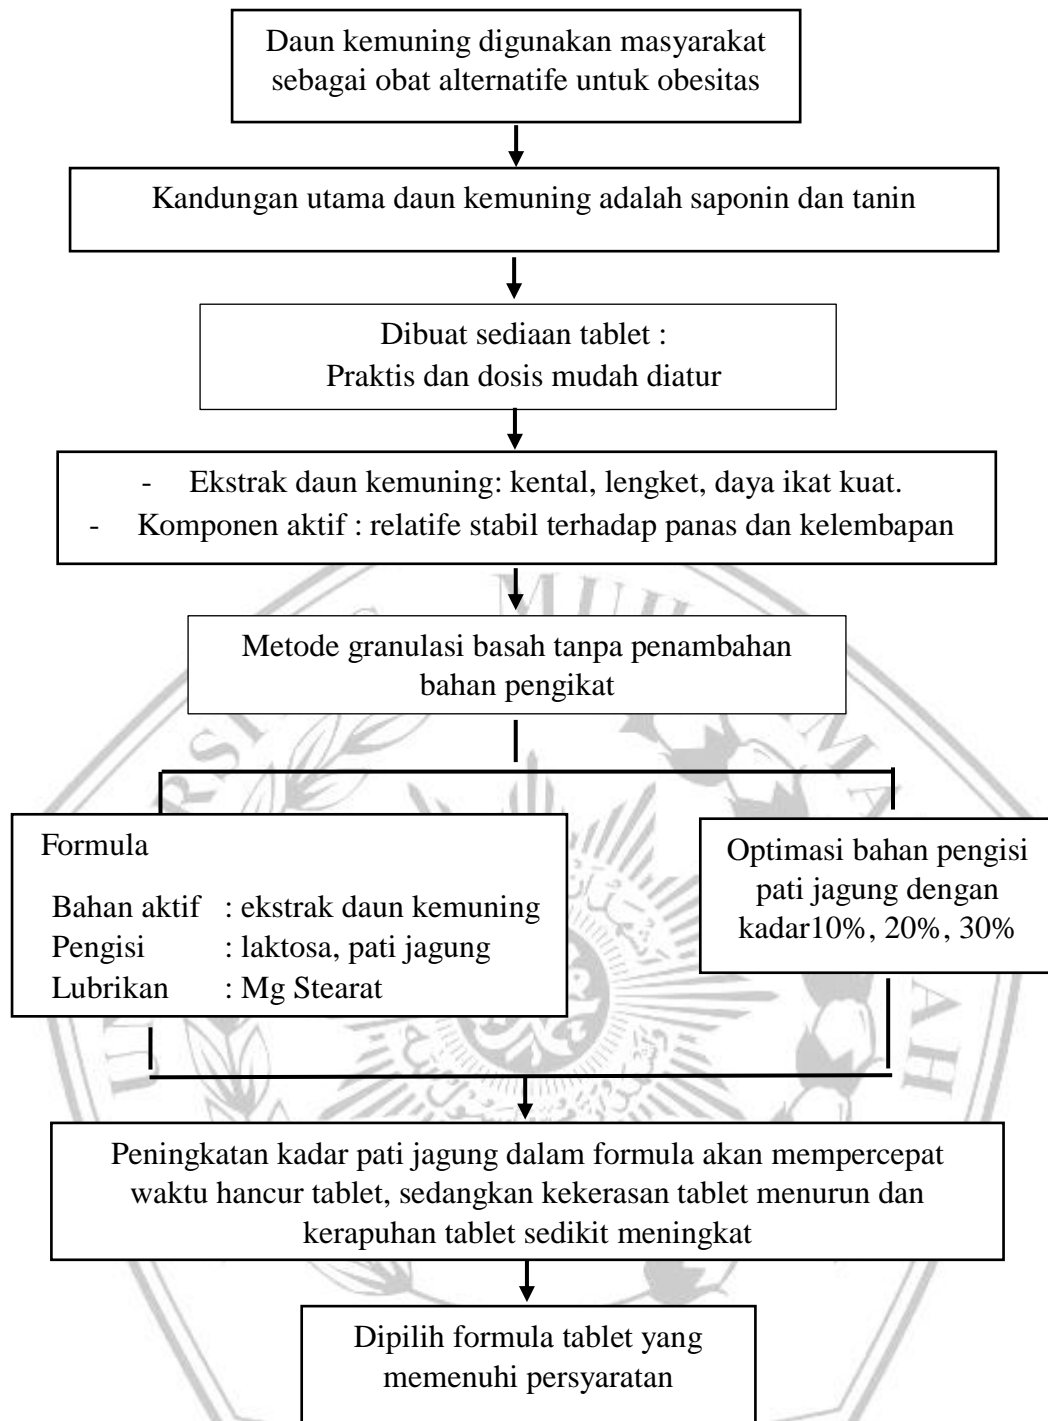 Daun kemuning digunakan masyarakat
sebagai obat alternatife untuk obesitas
Kandungan utama daun kemuning adalah saponin dan tanin
Dibuat sediaan tablet :
Praktis dan dosis mudah diatur
- Ekstrak daun kemuning: kental, lengket, daya ikat kuat.
- Komponen aktif : relatife stabil terhadap panas dan kelembapan
Metode granulasi basah tanpa penambahan
bahan pengikat
Formula
Bahan aktif : ekstrak daun kemuning
Pengisi : laktosa, pati jagung
Lubrikan : Mg Stearat
Optimasi bahan pengisi
pati jagung dengan
kadar10%, 20%, 30%
Peningkatan kadar pati jagung dalam formula akan mempercepat
waktu hancur tablet, sedangkan kekerasan tablet menurun dan
kerapuhan tablet sedikit meningkat
Dipilih formula tablet yang
memenuhi persyaratan